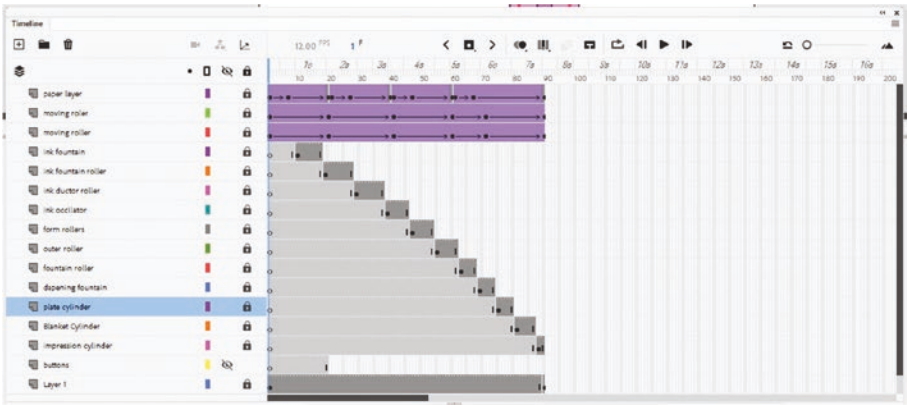 Timeline
12.00 FPS 1 F
1s 2s 3s 4s 5s 6s 7s 8s 9s 10s 11s 12s 13s 14s 15s 16s
10 20 30 40 50 60 70 80 90 100 110 120 130 140 150 160 170 180 190 200
paper layer
moving roler
moving roller
ink fountain
ink fountain roller
ink ductor roller
ink occilator
form rollers
outer roller
fountain roller
dapening fountain
plate cylinder
Blanket Cylinder
impression cylinder
buttons
Layer 1